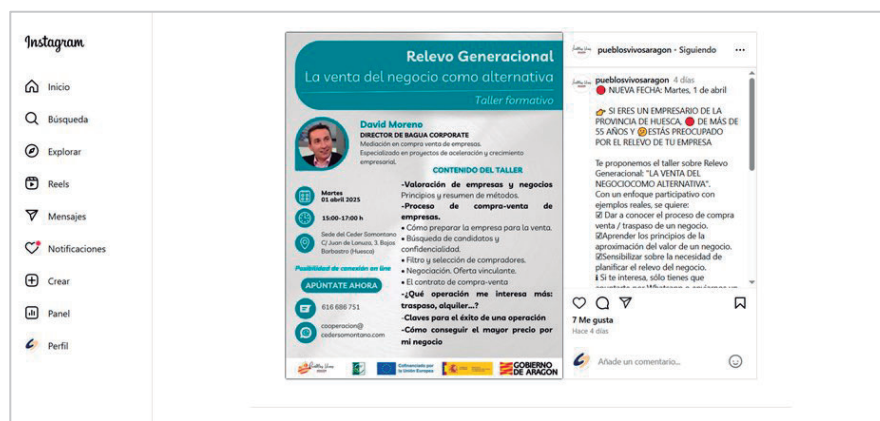 Instagram
Inicio
Búsqueda
Explorar
Reels
Mensajes
Notificaciones
Crear
Panel
Perfil
Relevo Generacional
La venta del negocio como alternativa
Taller formativo
David Moreno
DIRECTOR DE BAGUA CORPORATE
Mediación en compra venta de empresas.
Especializado en proyectos de aceleración y crecimiento
empresarial.
Martes
01 abril 2025
15:00-17:00 h
Sede del Ceder Somontano
C/ Juan de Lanuza, 3. Bajos
Barbastro (Huesca)
Posibilidad de conexión on line
APÚNTATE AHORA
616 686 751
cooperacion@
cedersomontano.com
CONTENIDO DEL TALLER
-Valoración de empresas y negocios
Principios y resumen de métodos.
-Proceso de compra-venta de
empresas.
• Cómo preparar la empresa para la venta.
• Búsqueda de candidatos y
confidencialidad.
• Filtro y selección de compradores.
• Negociación. Oferta vinculante.
• El contrato de compra-venta
-¿Qué operación me interesa más:
traspaso, alquiler...?
-Claves para el éxito de una operación
-Cómo conseguir el mayor precio por
mi negocio
Cofinanciado por
la Unión Europea
GOBIERNO
DE ARAGON
pueblosvivosaragon • Siguiendo
pueblosvivosaragon 4 días
🔴 NUEVA FECHA: Martes, 1 de abril
👉 SI ERES UN EMPRESARIO DE LA
PROVINCIA DE HUESCA, 🔴 DE MÁS DE
55 AÑOS Y 😕ESTÁS PREOCUPADO
POR EL RELEVO DE TU EMPRESA
Te proponemos el taller sobre Relevo
Generacional: "LA VENTA DEL
NEGOCIOCOMO ALTERNATIVA".
Con un enfoque participativo con
ejemplos reales, se quiere:
☑ Dar a conocer el proceso de compra
venta / traspaso de un negocio.
☑Aprender los principios de la
aproximación del valor de un negocio.
☑Sensibilizar sobre la necesidad de
planificar el relevo del negocio.
ℹ Si te interesa, sólo tienes que
7 Me gusta
Hace 4 días
Añade un comentario...